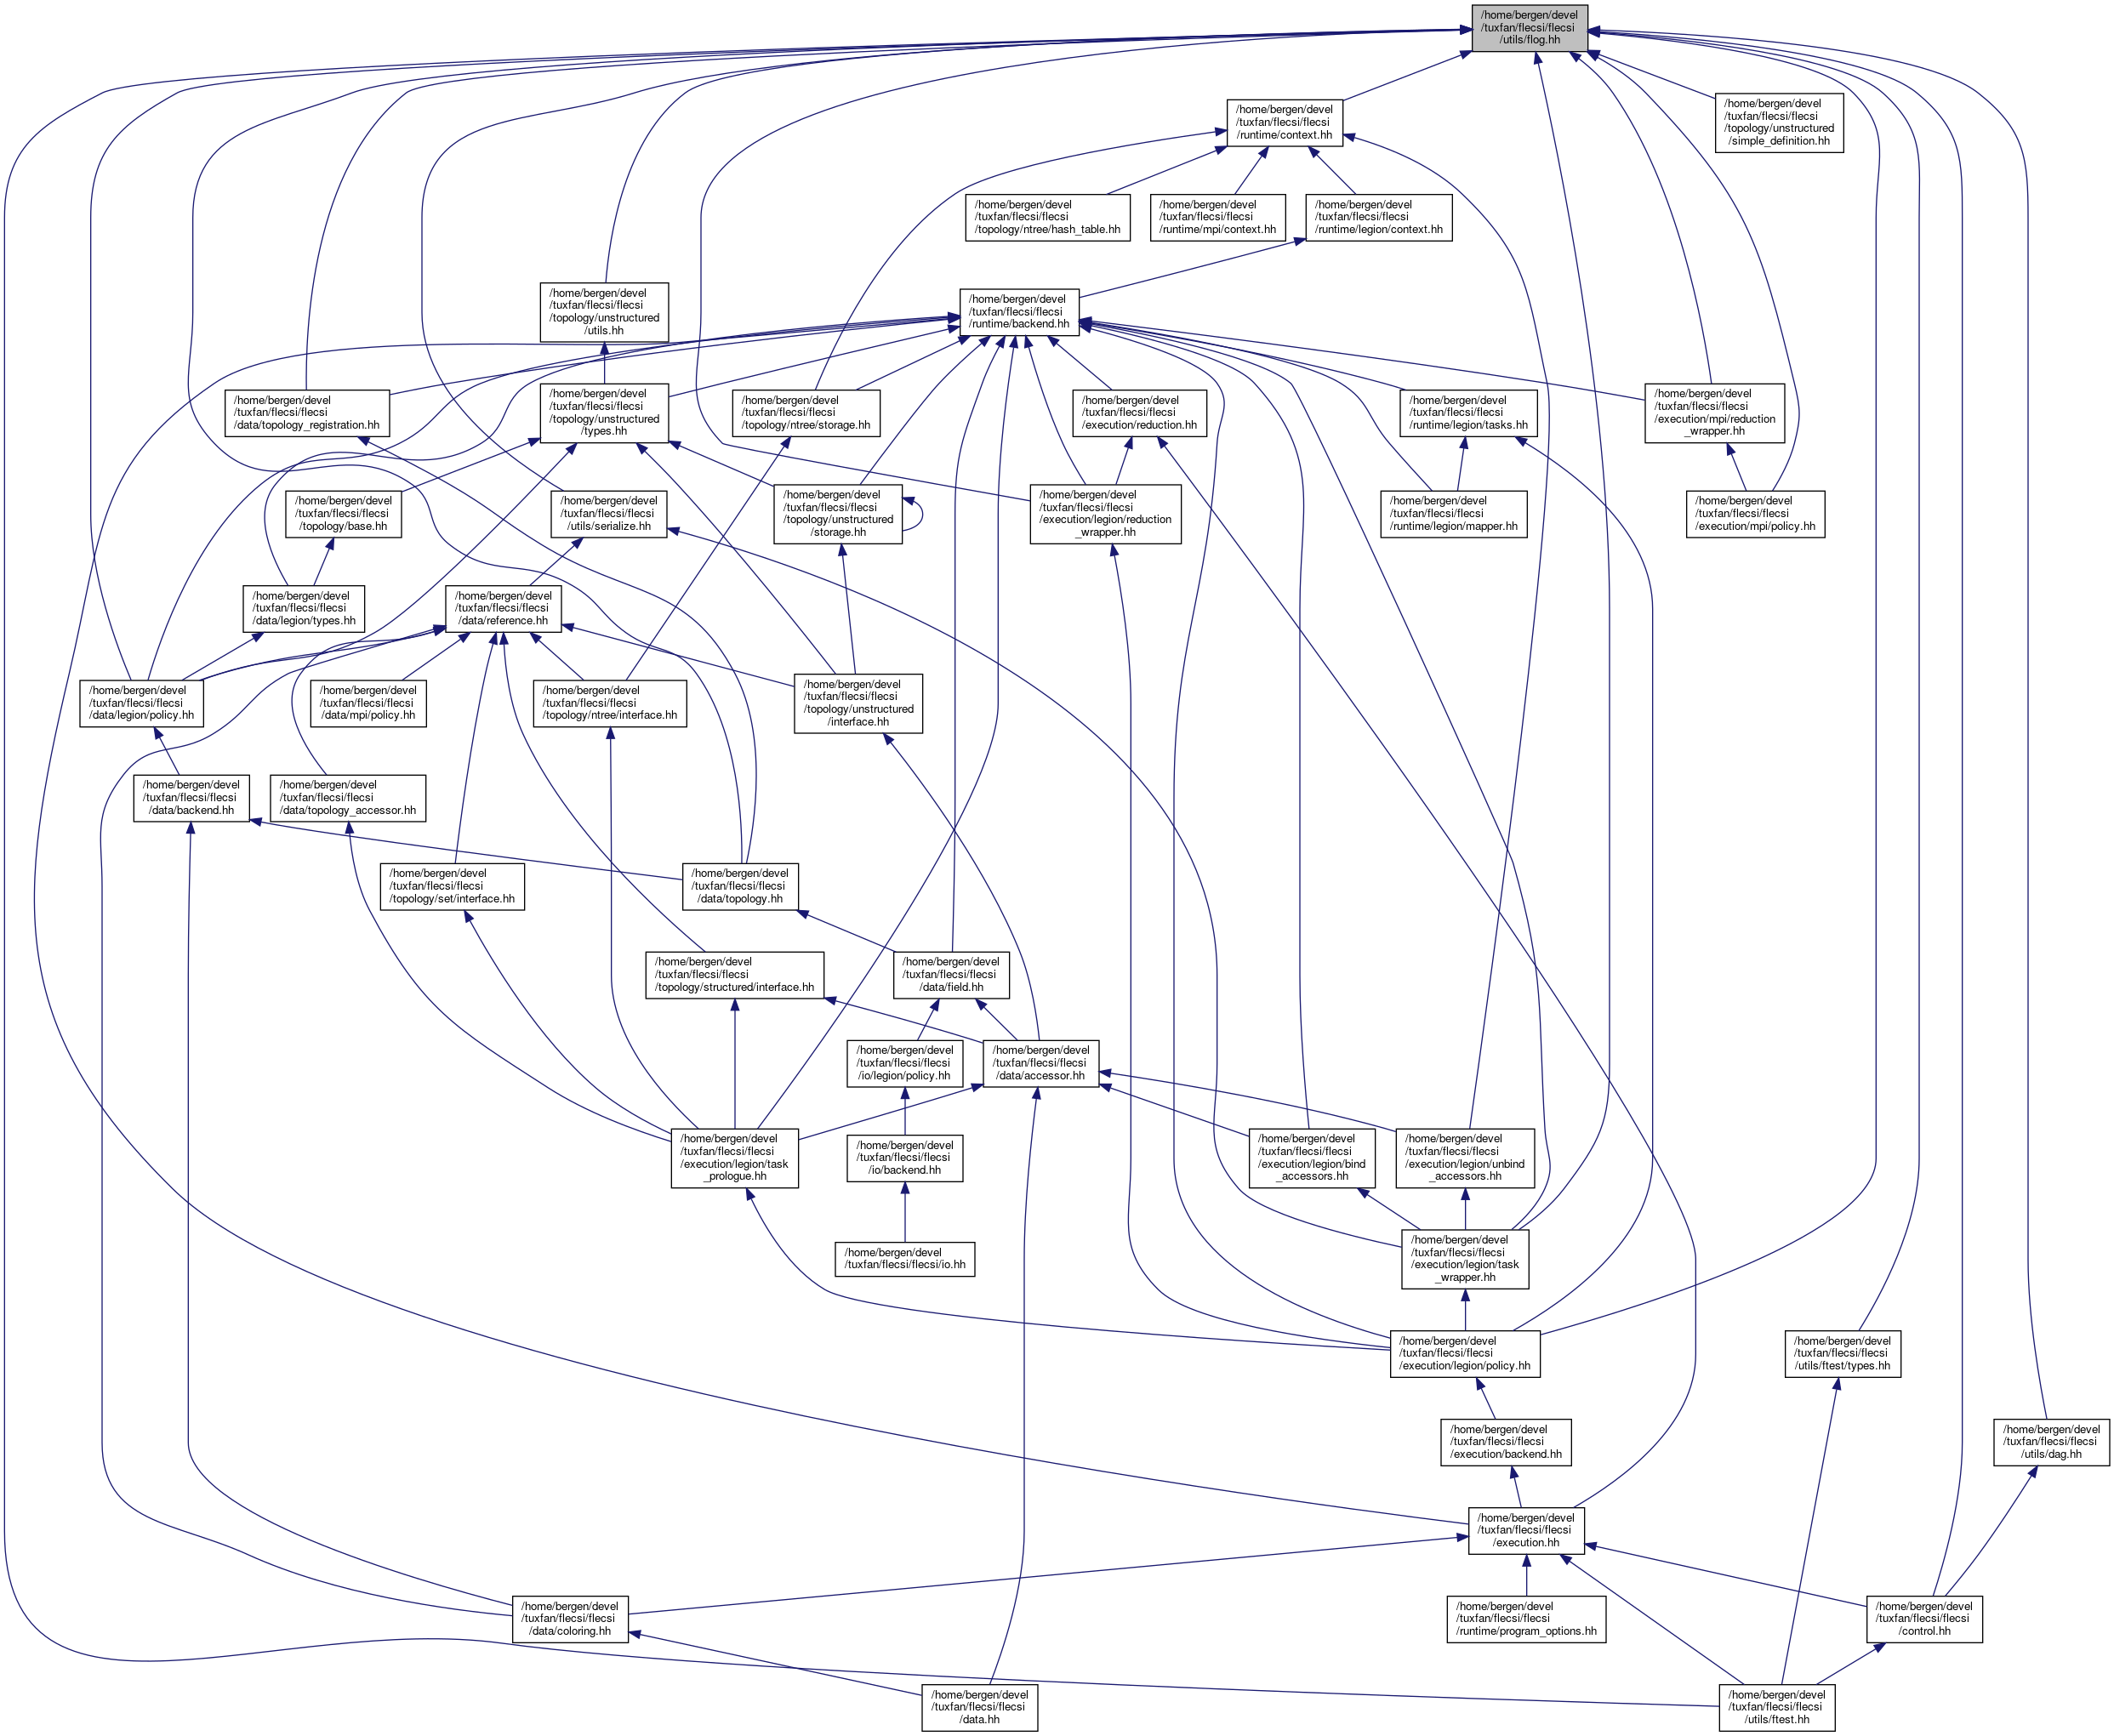 /home/bergen/devel
/tuxfan/flecsi/flecsi
/utils/flog.hh
/home/bergen/devel
/tuxfan/flecsi/flecsi
/runtime/context.hh
/home/bergen/devel
/tuxfan/flecsi/flecsi
/topology/unstructured
/simple_definition.hh
/home/bergen/devel
/tuxfan/flecsi/flecsi
/topology/ntree/hash_table.hh
/home/bergen/devel
/tuxfan/flecsi/flecsi
/runtime/mpi/context.hh
/home/bergen/devel
/tuxfan/flecsi/flecsi
/runtime/legion/context.hh
/home/bergen/devel
/tuxfan/flecsi/flecsi
/topology/unstructured
/utils.hh
/home/bergen/devel
/tuxfan/flecsi/flecsi
/runtime/backend.hh
/home/bergen/devel
/tuxfan/flecsi/flecsi
/data/topology_registration.hh
/home/bergen/devel
/tuxfan/flecsi/flecsi
/topology/unstructured
/types.hh
/home/bergen/devel
/tuxfan/flecsi/flecsi
/topology/ntree/storage.hh
/home/bergen/devel
/tuxfan/flecsi/flecsi
/execution/reduction.hh
/home/bergen/devel
/tuxfan/flecsi/flecsi
/runtime/legion/tasks.hh
/home/bergen/devel
/tuxfan/flecsi/flecsi
/execution/mpi/reduction
_wrapper.hh
/home/bergen/devel
/tuxfan/flecsi/flecsi
/topology/base.hh
/home/bergen/devel
/tuxfan/flecsi/flecsi
/utils/serialize.hh
/home/bergen/devel
/tuxfan/flecsi/flecsi
/topology/unstructured
/storage.hh
/home/bergen/devel
/tuxfan/flecsi/flecsi
/execution/legion/reduction
_wrapper.hh
/home/bergen/devel
/tuxfan/flecsi/flecsi
/runtime/legion/mapper.hh
/home/bergen/devel
/tuxfan/flecsi/flecsi
/execution/mpi/policy.hh
/home/bergen/devel
/tuxfan/flecsi/flecsi
/data/legion/types.hh
/home/bergen/devel
/tuxfan/flecsi/flecsi
/data/reference.hh
/home/bergen/devel
/tuxfan/flecsi/flecsi
/data/legion/policy.hh
/home/bergen/devel
/tuxfan/flecsi/flecsi
/data/mpi/policy.hh
/home/bergen/devel
/tuxfan/flecsi/flecsi
/topology/ntree/interface.hh
/home/bergen/devel
/tuxfan/flecsi/flecsi
/topology/unstructured
/interface.hh
/home/bergen/devel
/tuxfan/flecsi/flecsi
/data/backend.hh
/home/bergen/devel
/tuxfan/flecsi/flecsi
/data/topology_accessor.hh
/home/bergen/devel
/tuxfan/flecsi/flecsi
/topology/set/interface.hh
/home/bergen/devel
/tuxfan/flecsi/flecsi
/data/topology.hh
/home/bergen/devel
/tuxfan/flecsi/flecsi
/topology/structured/interface.hh
/home/bergen/devel
/tuxfan/flecsi/flecsi
/data/field.hh
/home/bergen/devel
/tuxfan/flecsi/flecsi
/io/legion/policy.hh
/home/bergen/devel
/tuxfan/flecsi/flecsi
/data/accessor.hh
/home/bergen/devel
/tuxfan/flecsi/flecsi
/execution/legion/task
_prologue.hh
/home/bergen/devel
/tuxfan/flecsi/flecsi
/io/backend.hh
/home/bergen/devel
/tuxfan/flecsi/flecsi
/execution/legion/bind
_accessors.hh
/home/bergen/devel
/tuxfan/flecsi/flecsi
/execution/legion/unbind
_accessors.hh
/home/bergen/devel
/tuxfan/flecsi/flecsi/io.hh
/home/bergen/devel
/tuxfan/flecsi/flecsi
/execution/legion/task
_wrapper.hh
/home/bergen/devel
/tuxfan/flecsi/flecsi
/execution/legion/policy.hh
/home/bergen/devel
/tuxfan/flecsi/flecsi
/utils/ftest/types.hh
/home/bergen/devel
/tuxfan/flecsi/flecsi
/execution/backend.hh
/home/bergen/devel
/tuxfan/flecsi/flecsi
/utils/dag.hh
/home/bergen/devel
/tuxfan/flecsi/flecsi
/execution.hh
/home/bergen/devel
/tuxfan/flecsi/flecsi
/data/coloring.hh
/home/bergen/devel
/tuxfan/flecsi/flecsi
/runtime/program_options.hh
/home/bergen/devel
/tuxfan/flecsi/flecsi
/control.hh
/home/bergen/devel
/tuxfan/flecsi/flecsi
/data.hh
/home/bergen/devel
/tuxfan/flecsi/flecsi
/utils/ftest.hh